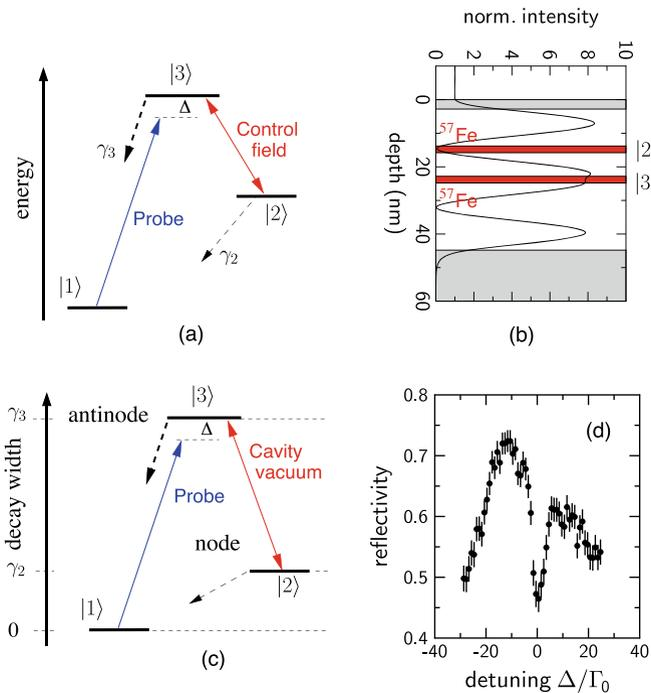 |3⟩
Δ
γ3
Control
field
energy
Probe
|2⟩
γ2
|1⟩
(a)
norm. intensity
0 2 4 6 8 10
0
20
40
60
depth (nm)
57Fe
57Fe
|2
|3
(b)
γ3
antinode
|3⟩
Δ
decay width
Cavity
vacuum
Probe
node
γ2
|2⟩
|1⟩
0
(c)
0.8
0.7
0.6
0.5
0.4
reflectivity
(d)
-40 -20 0 20 40
detuning Δ/Γ0